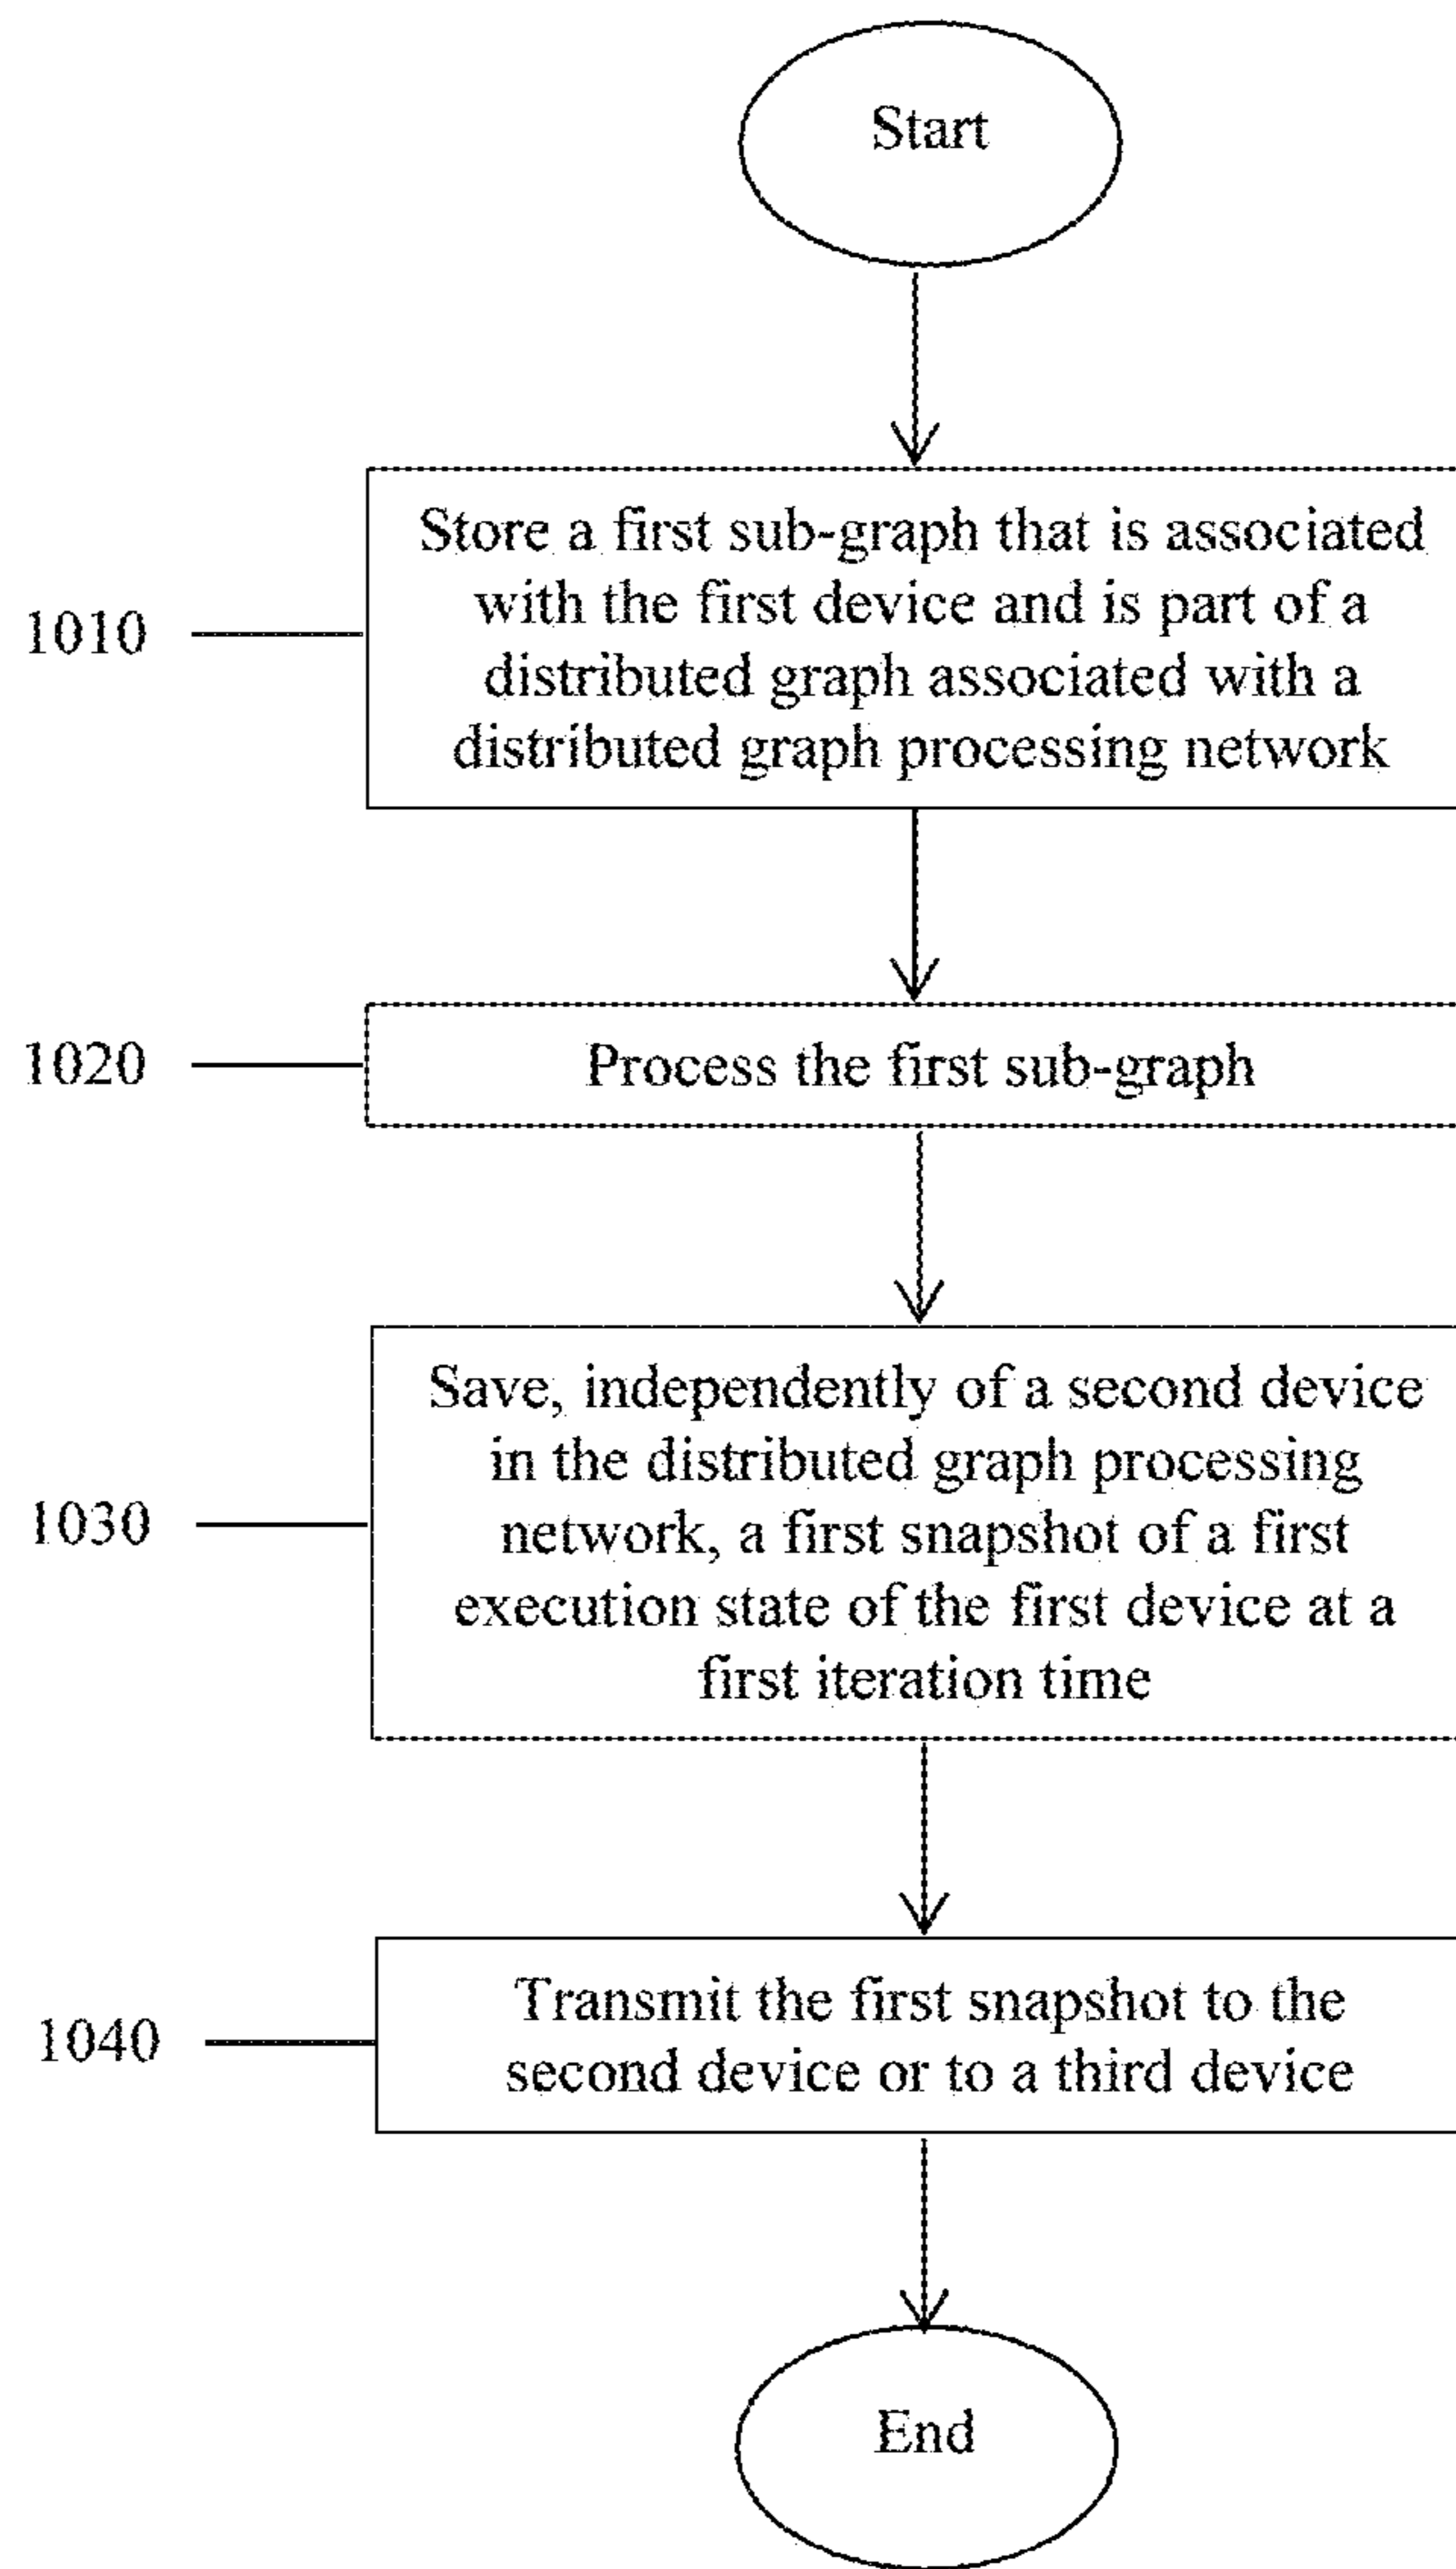 Start
Store a first sub-graph that is associated
with the first device and is part of a
distributed graph associated with a
distributed graph processing network
1010
1020
Process the first sub-graph
Save, independently of a second device
in the distributed graph processing
network, a first snapshot of a first
execution state of the first device at a
first iteration time
1030
Transmit the first snapshot to the
second device or to a third device
1040
End